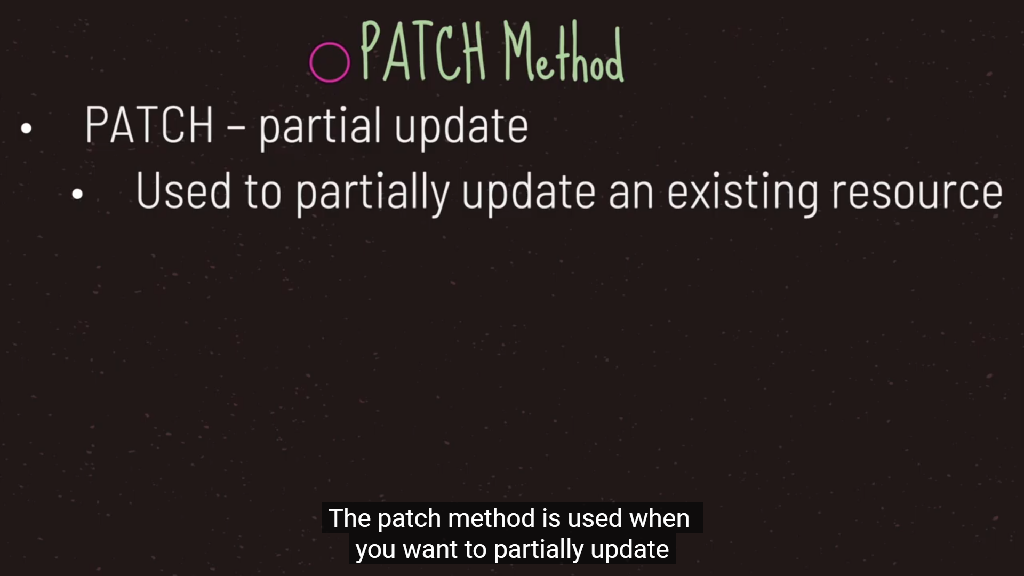 PATCH Method
• PATCH – partial update
• Used to partially update an existing resource
The patch method is used when
you want to partially update